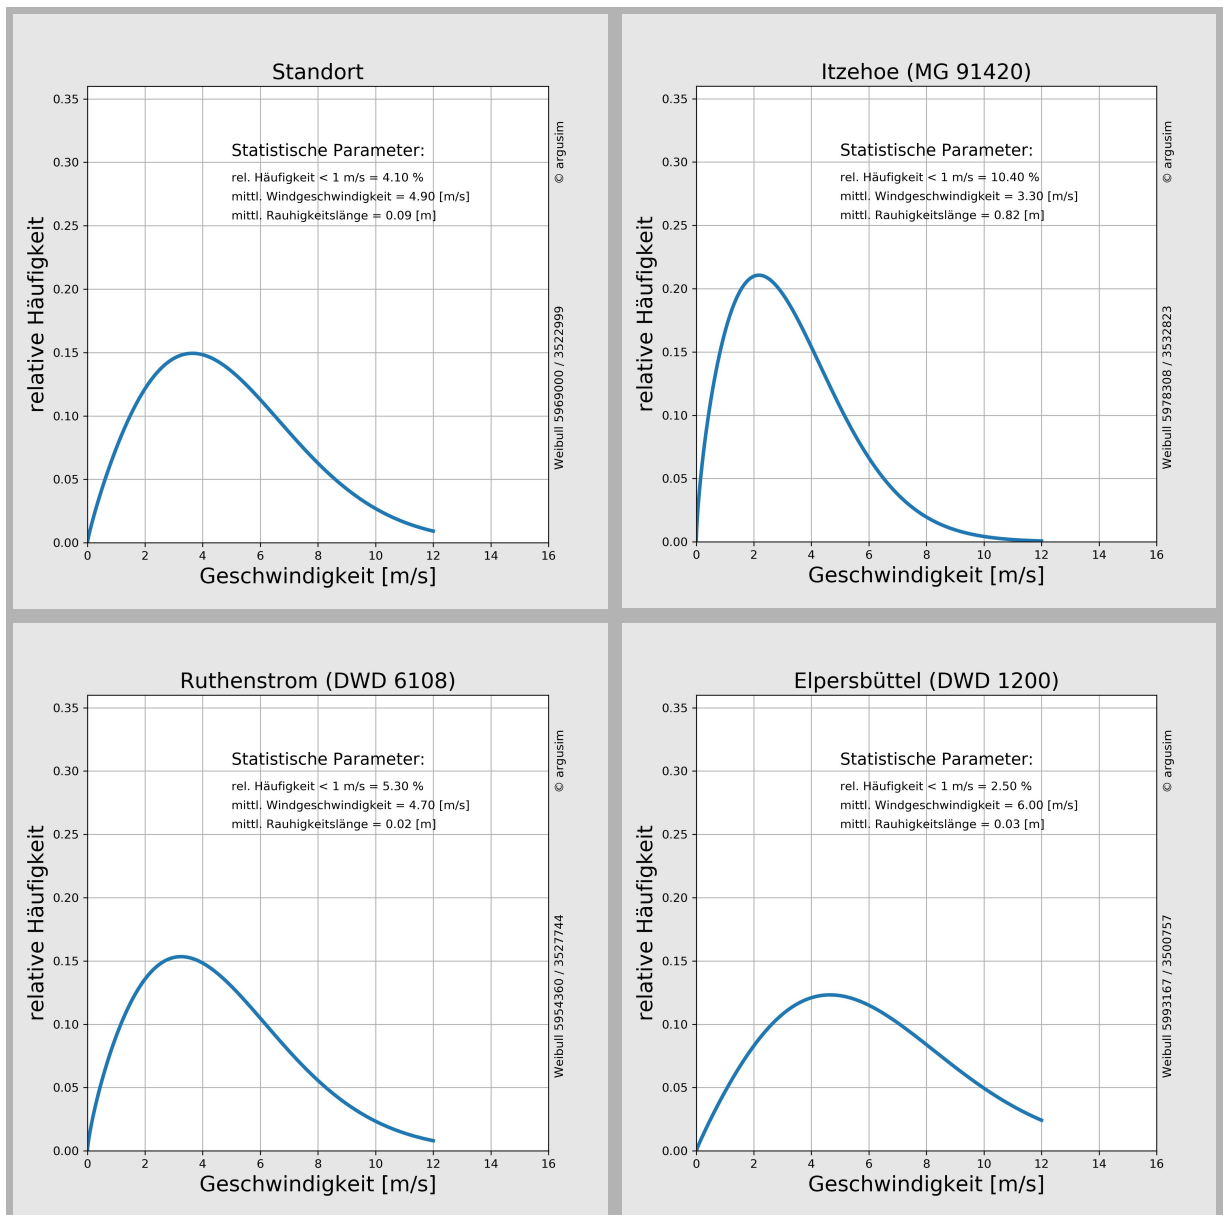 Standort
0.35
0.30
0.25
0.20
0.15
0.10
0.05
0.00
relative Häufigkeit
Statistische Parameter:
rel. Häufigkeit < 1 m/s = 4.10 %
mittl. Windgeschwindigkeit = 4.90 [m/s]
mittl. Rauhigkeitslänge = 0.09 [m]
0 2 4 6 8 10 12 14 16
Geschwindigkeit [m/s]
© argusim
Weibull 5969000 / 3522999
Itzehoe (MG 91420)
0.35
0.30
0.25
0.20
0.15
0.10
0.05
0.00
relative Häufigkeit
Statistische Parameter:
rel. Häufigkeit < 1 m/s = 10.40 %
mittl. Windgeschwindigkeit = 3.30 [m/s]
mittl. Rauhigkeitslänge = 0.82 [m]
0 2 4 6 8 10 12 14 16
Geschwindigkeit [m/s]
© argusim
Weibull 5978308 / 3532823
Ruthenstrom (DWD 6108)
0.35
0.30
0.25
0.20
0.15
0.10
0.05
0.00
relative Häufigkeit
Statistische Parameter:
rel. Häufigkeit < 1 m/s = 5.30 %
mittl. Windgeschwindigkeit = 4.70 [m/s]
mittl. Rauhigkeitslänge = 0.02 [m]
0 2 4 6 8 10 12 14 16
Geschwindigkeit [m/s]
© argusim
Weibull 5954360 / 3527744
Elpersbüttel (DWD 1200)
0.35
0.30
0.25
0.20
0.15
0.10
0.05
0.00
relative Häufigkeit
Statistische Parameter:
rel. Häufigkeit < 1 m/s = 2.50 %
mittl. Windgeschwindigkeit = 6.00 [m/s]
mittl. Rauhigkeitslänge = 0.03 [m]
0 2 4 6 8 10 12 14 16
Geschwindigkeit [m/s]
© argusim
Weibull 5993167 / 3500757